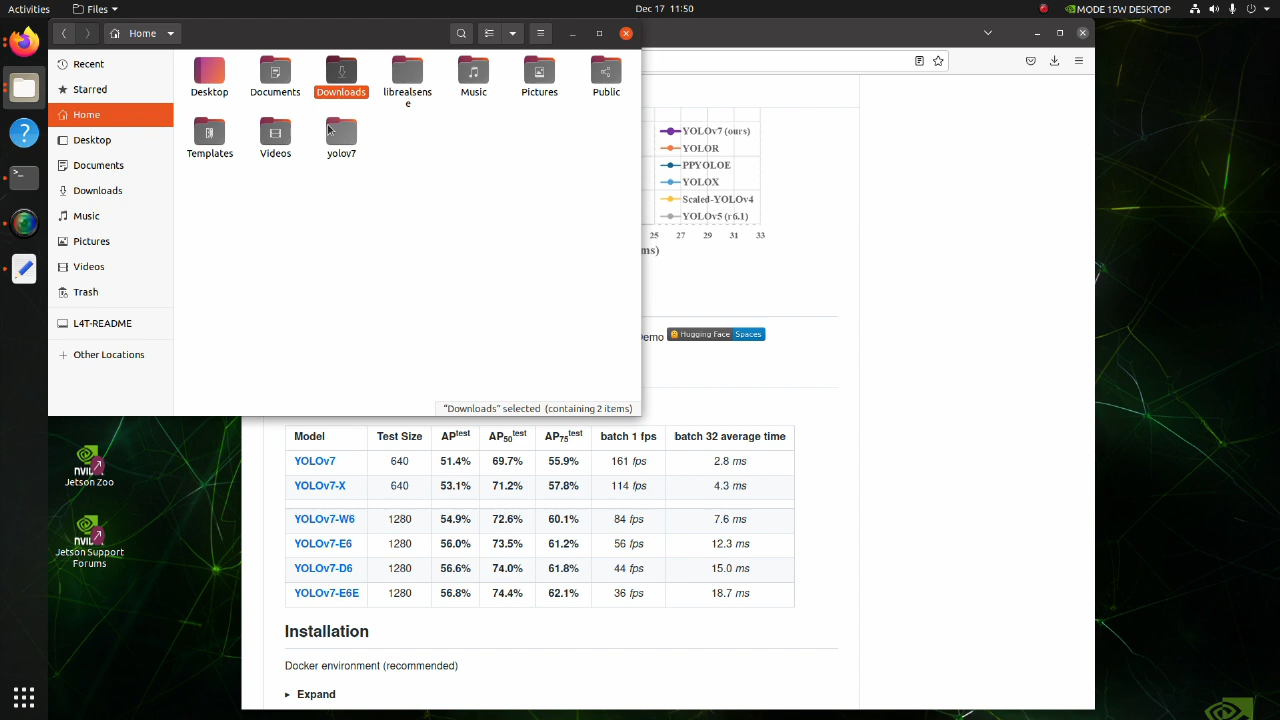 Activities
Files
Dec 17 11:50
MODE 15W DESKTOP
Home
Recent
Starred
Home
Desktop
Documents
Downloads
Music
Pictures
Videos
Trash
L4T-README
Other Locations
Desktop
Documents
Downloads
librealsens
e
Music
Pictures
Public
Templates
Videos
yolov7
"Downloads" selected (containing 2 items)
YOLOv7 (ours)
YOLOR
PPYOLOE
YOLOX
Scaled-YOLOv4
YOLOv5 (r6.1)
25 27 29 31 33
ms)
emo Hugging Face Spaces
Model Test Size APtest AP50test AP75test batch 1 fps batch 32 average time
YOLOv7 640 51.4% 69.7% 55.9% 161 fps 2.8 ms
YOLOv7-X 640 53.1% 71.2% 57.8% 114 fps 4.3 ms
YOLOv7-W6 1280 54.9% 72.6% 60.1% 84 fps 7.6 ms
YOLOv7-E6 1280 56.0% 73.5% 61.2% 56 fps 12.3 ms
YOLOv7-D6 1280 56.6% 74.0% 61.8% 44 fps 15.0 ms
YOLOv7-E6E 1280 56.8% 74.4% 62.1% 36 fps 18.7 ms
Installation
Docker environment (recommended)
Expand
Jetson Zoo
Jetson Support
Forums